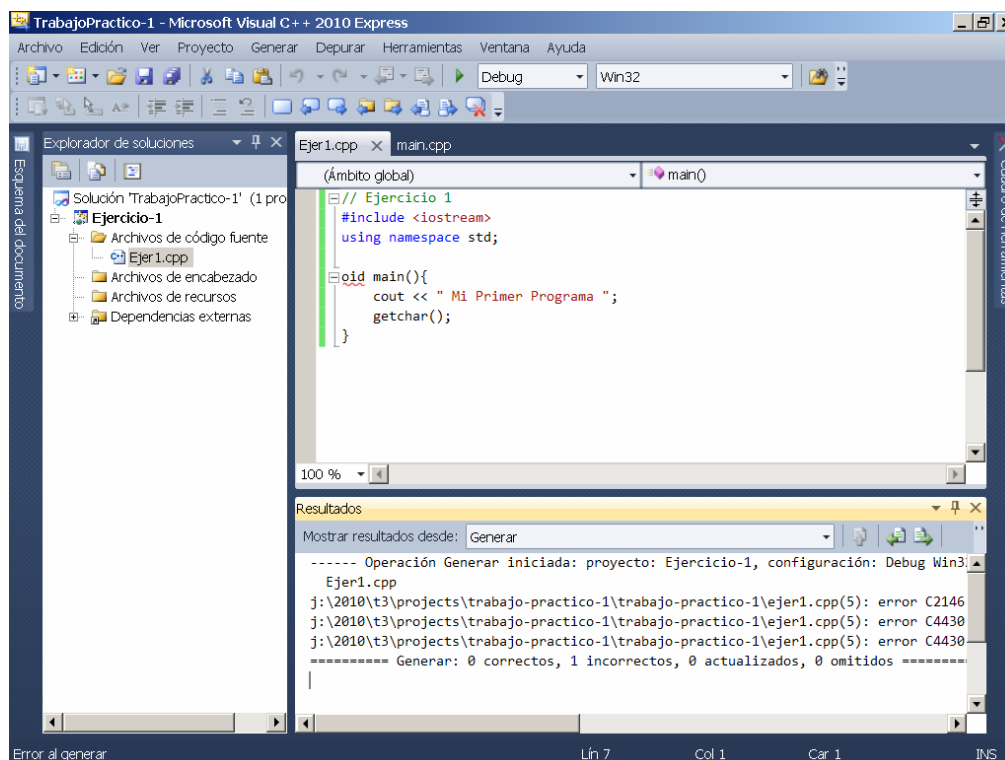 TrabajoPractico-1 - Microsoft Visual C++ 2010 Express
Archivo Edición Ver Proyecto Generar Depurar Herramientas Ventana Ayuda
Debug Win32
Esquema del documento
Explorador de soluciones
Solución 'TrabajoPractico-1' (1 pro
Ejercicio-1
Archivos de código fuente
Ejer1.cpp
Archivos de encabezado
Archivos de recursos
Dependencias externas
Ejer1.cpp main.cpp
(Ámbito global) main()
// Ejercicio 1
#include <iostream>
using namespace std;
oid main(){
cout << " Mi Primer Programa ";
getchar();
}
100 %
Resultados
Mostrar resultados desde: Generar
------ Operación Generar iniciada: proyecto: Ejercicio-1, configuración: Debug Win3
Ejer1.cpp
j:\2010\t3\projects\trabajo-practico-1\trabajo-practico-1\ejer1.cpp(5): error C2146
j:\2010\t3\projects\trabajo-practico-1\trabajo-practico-1\ejer1.cpp(5): error C4430
j:\2010\t3\projects\trabajo-practico-1\trabajo-practico-1\ejer1.cpp(5): error C4430
========== Generar: 0 correctos, 1 incorrectos, 0 actualizados, 0 omitidos ========
Error al generar Lín 7 Col 1 Car 1 INS